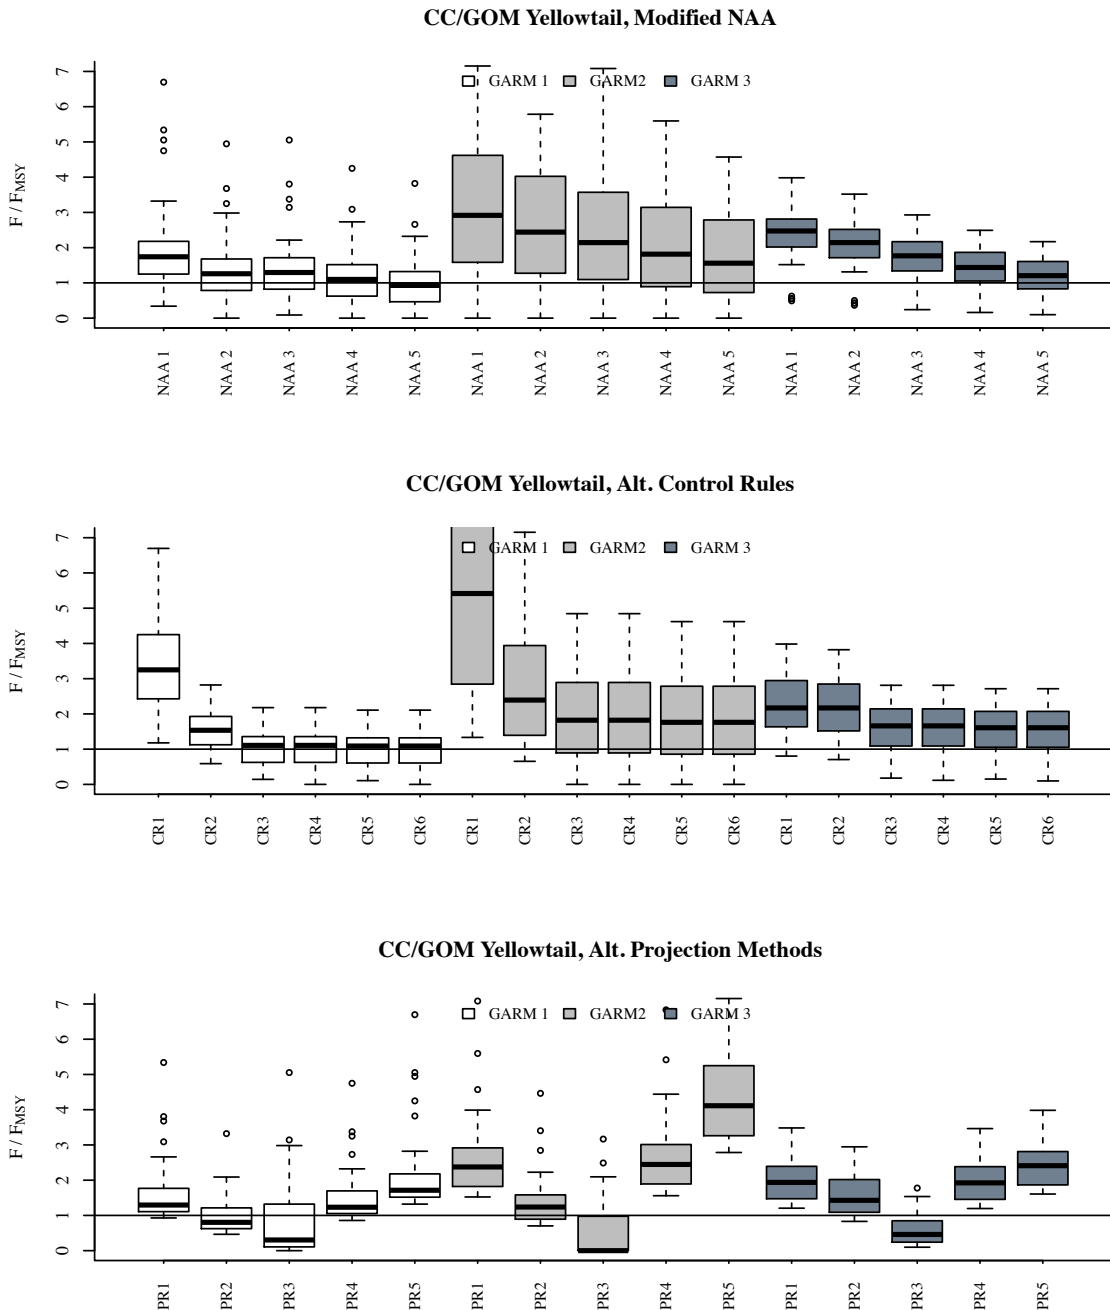 CC/GOM Yellowtail, Modified NAA
F / FMSY
0 1 2 3 4 5 6 7
GARM 1 GARM2 GARM 3
NAA 1 NAA 2 NAA 3 NAA 4 NAA 5 NAA 1 NAA 2 NAA 3 NAA 4 NAA 5 NAA 1 NAA 2 NAA 3 NAA 4 NAA 5
CC/GOM Yellowtail, Alt. Control Rules
F / FMSY
0 1 2 3 4 5 6 7
GARM 1 GARM2 GARM 3
CR1 CR2 CR3 CR4 CR5 CR6 CR1 CR2 CR3 CR4 CR5 CR6 CR1 CR2 CR3 CR4 CR5 CR6
CC/GOM Yellowtail, Alt. Projection Methods
F / FMSY
0 1 2 3 4 5 6 7
GARM 1 GARM2 GARM 3
PR1 PR2 PR3 PR4 PR5 PR1 PR2 PR3 PR4 PR5 PR1 PR2 PR3 PR4 PR5